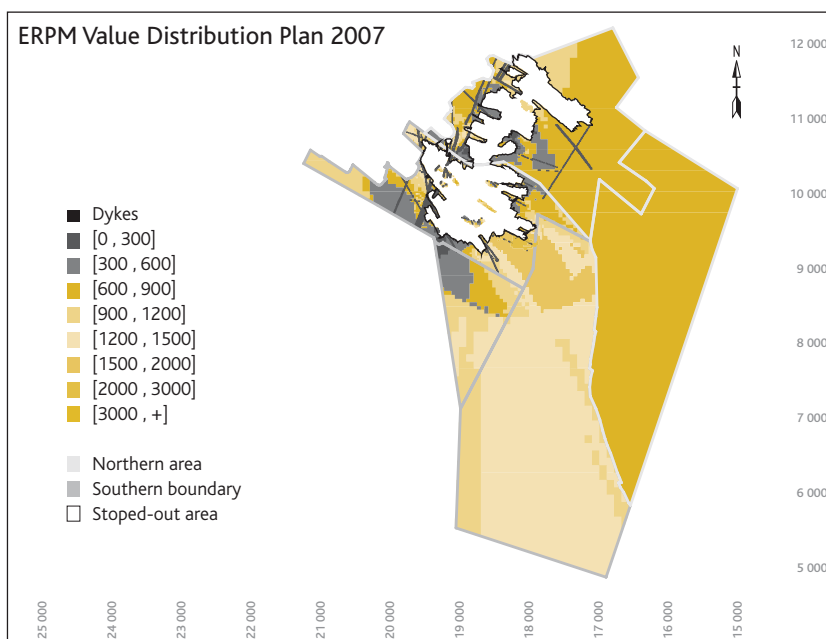 ERPM Value Distribution Plan 2007
N
12 000
11 000
10 000
9 000
8 000
7 000
6 000
5 000
Dykes
[0 , 300]
[300 , 600]
[600 , 900]
[900 , 1200]
[1200 , 1500]
[1500 , 2000]
[2000 , 3000]
[3000 , +]
Northern area
Southern boundary
Stoped-out area
25 000
24 000
23 000
22 000
21 000
20 000
19 000
18 000
17 000
16 000
15 000